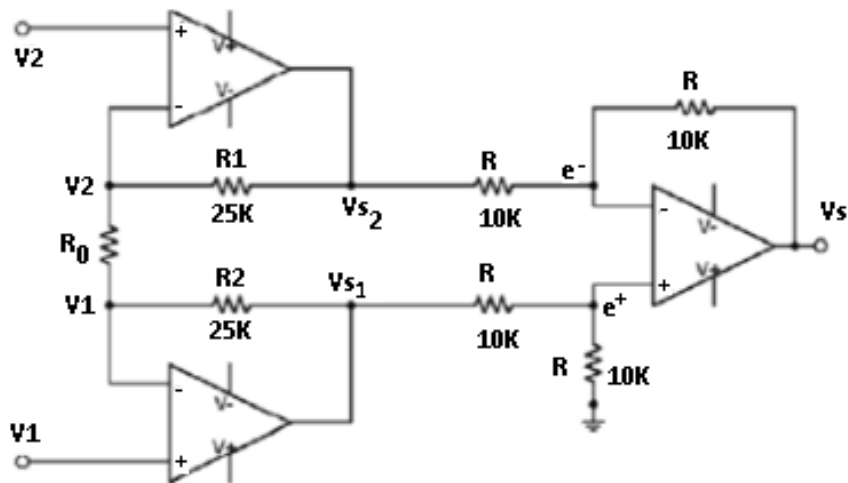 +
V+
V2
V-
-
R
R1
R
10K
V2
e-
25K
Vs2
10K
-
Vs
V-
R0
R2
Vs1
R
V+
V1
+
e+
25K
10K
R
10K
-
V-
V1
V+
+